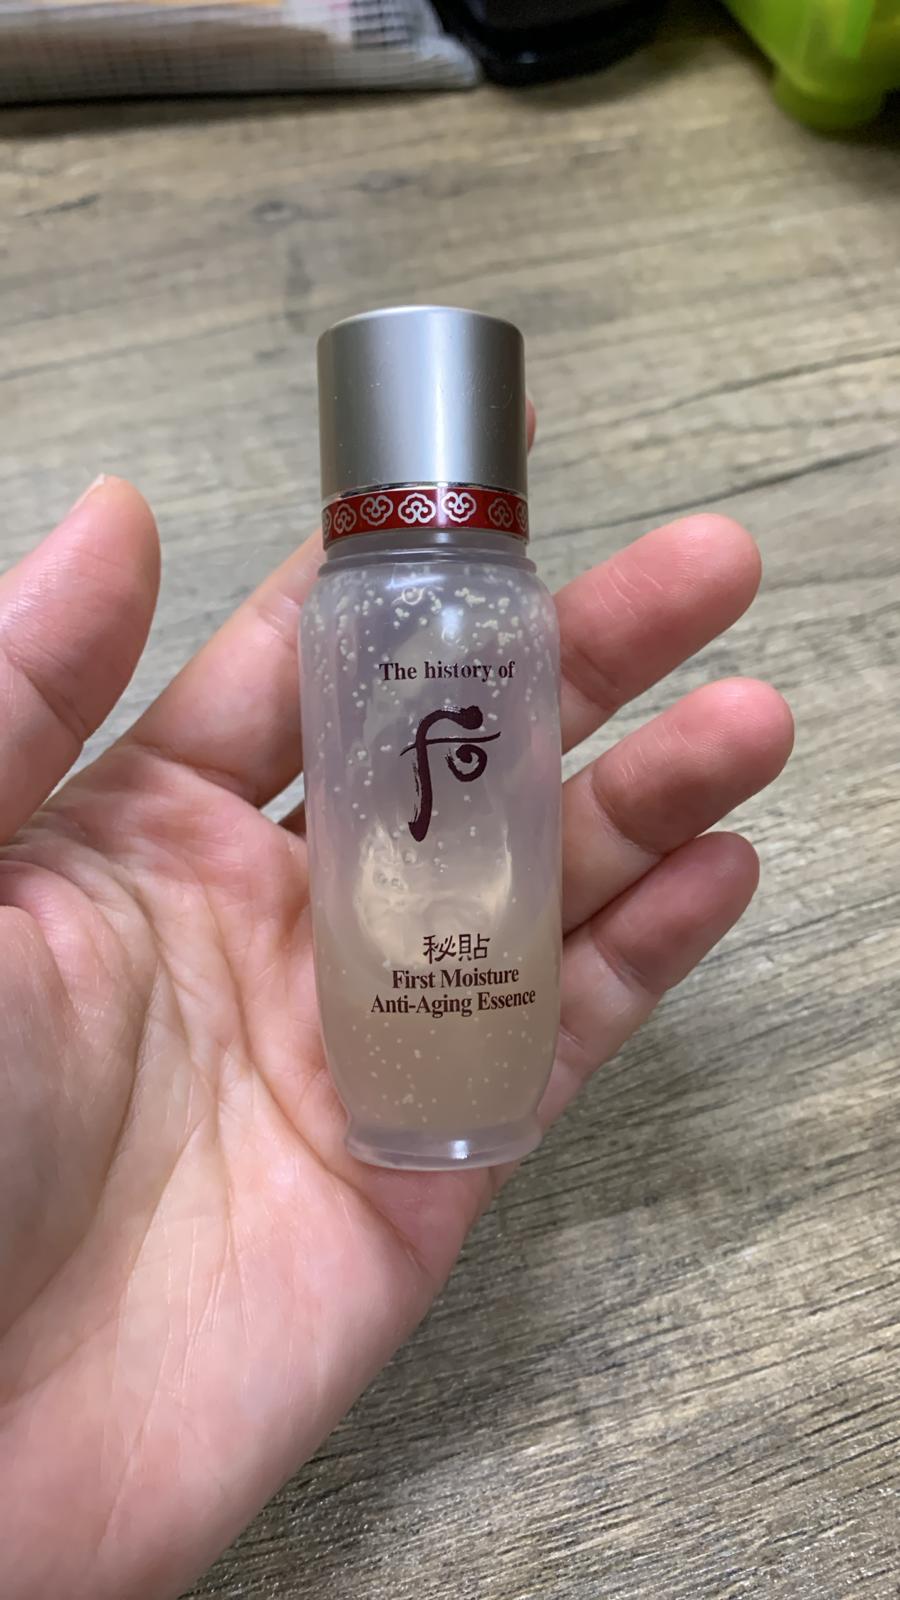 The history of
后
秘貼
First Moisture
Anti-Aging Essence